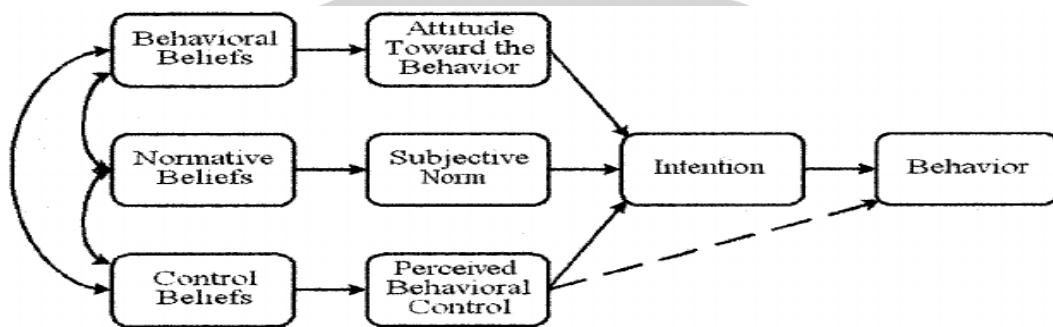 Behavioral
Beliefs
Attitude
Toward the
Behavior
Normative
Beliefs
Subjective
Norm
Intention
Behavior
Control
Beliefs
Perceived
Behavioral
Control